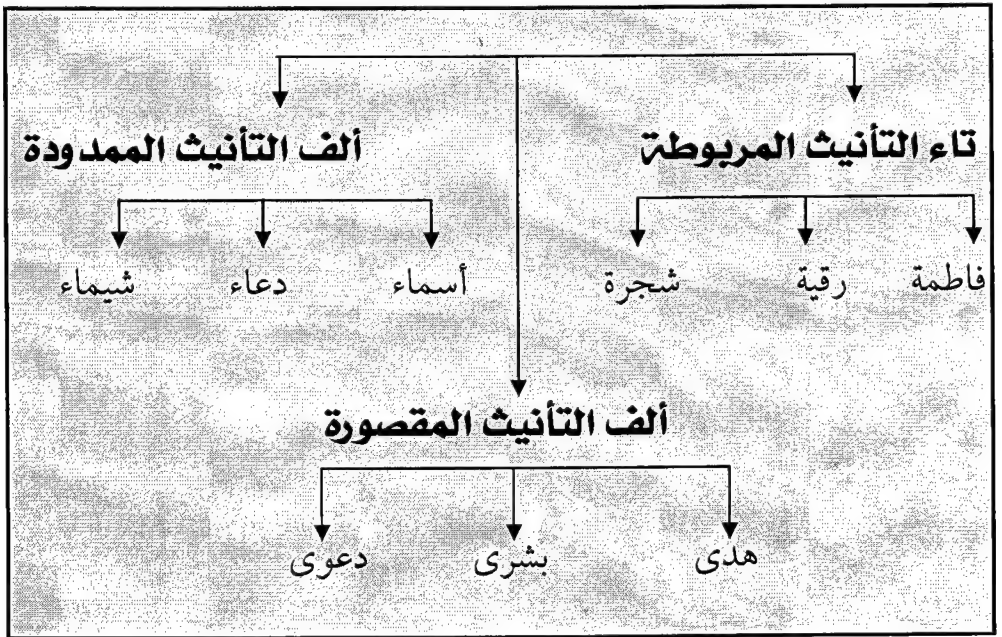 تاء التأنيث المربوطة
ألف التأنيث الممدودة
فاطمة رقية شجرة
أسماء دعاء شيماء
ألف التأنيث المقصورة
هدى بشرى دعوى